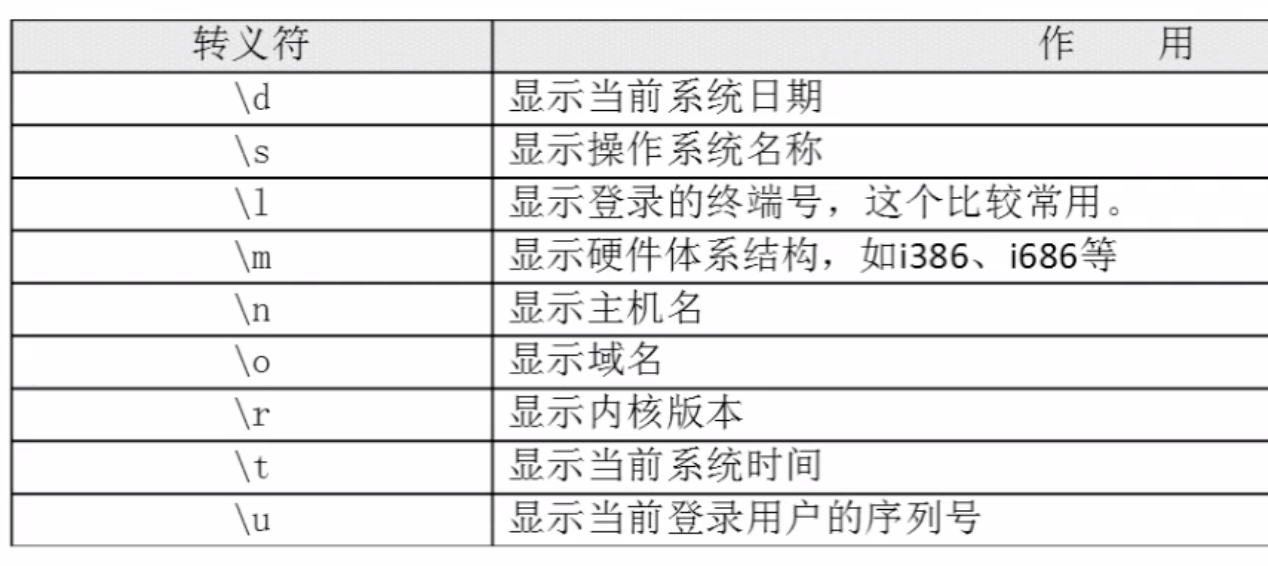 转义符 作 用
\d 显示当前系统日期
\s 显示操作系统名称
\l 显示登录的终端号，这个比较常用。
\m 显示硬件体系结构，如i386、i686等
\n 显示主机名
\o 显示域名
\r 显示内核版本
\t 显示当前系统时间
\u 显示当前登录用户的序列号